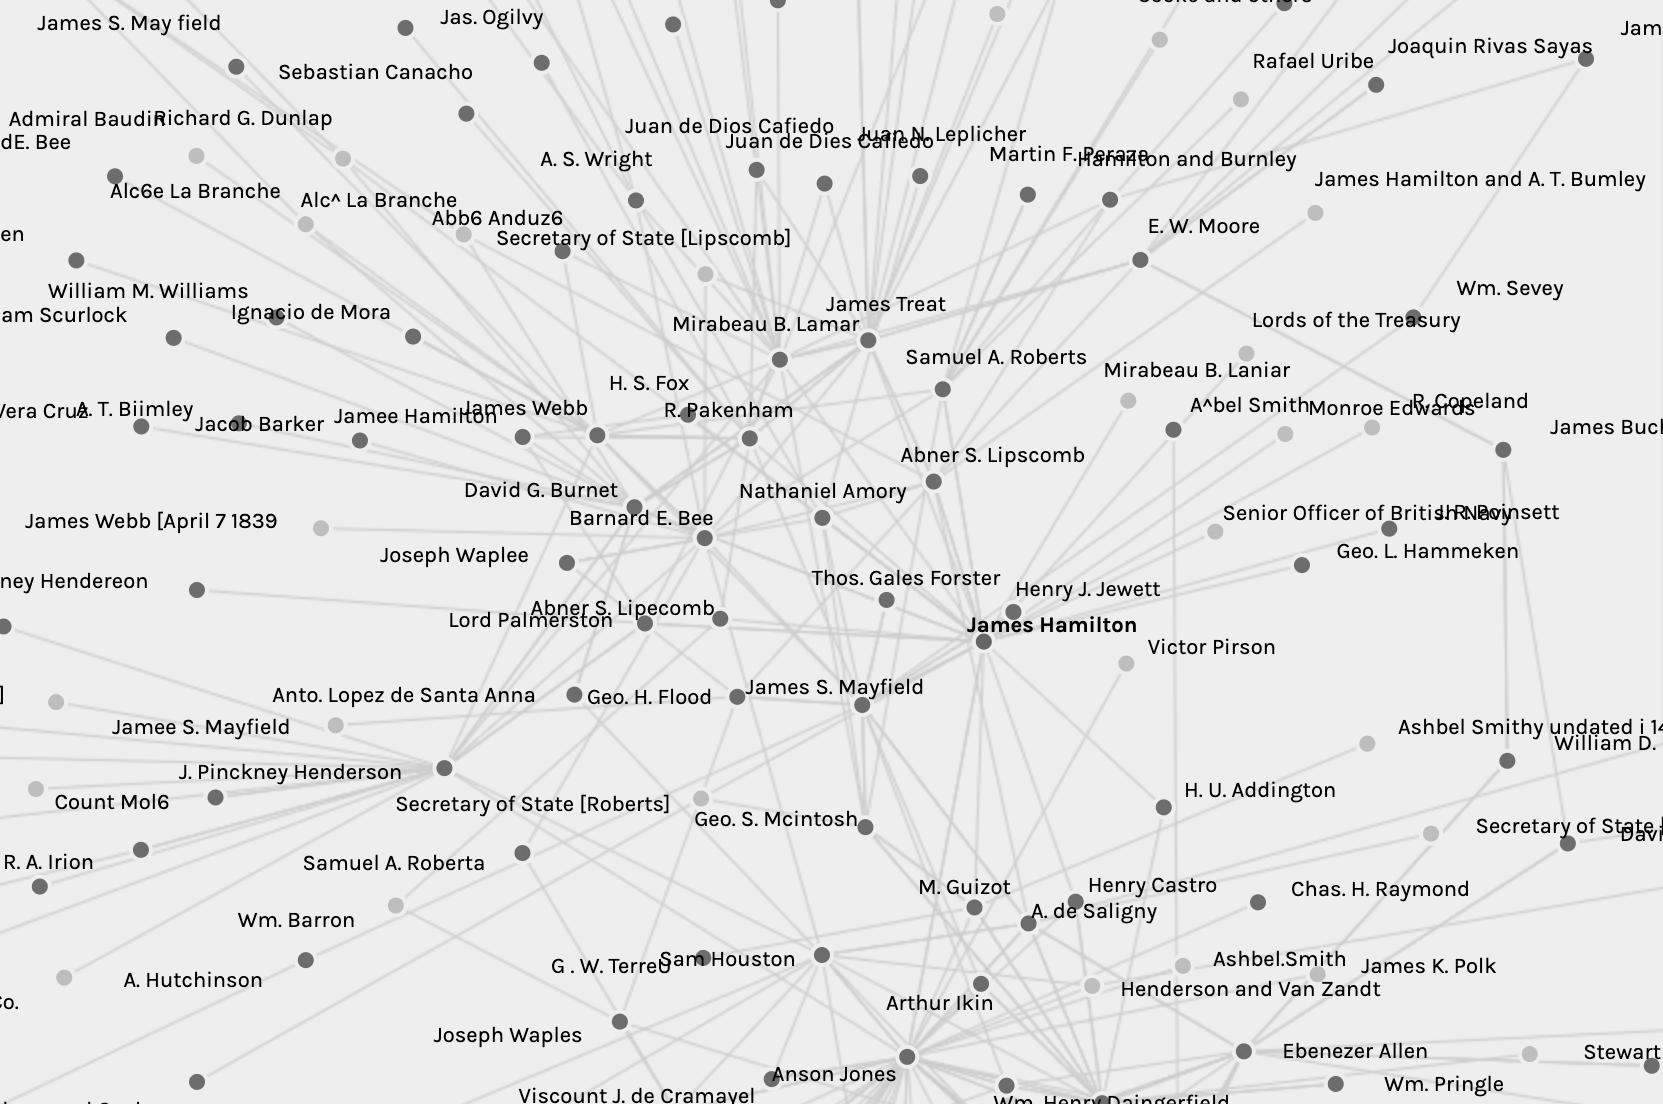 James S. May field
Jas. Ogilvy
Jam
Joaquin Rivas Sayas
Rafael Uribe
Sebastian Canacho
Admiral Baudin
Richard G. Dunlap
Juan de Dios Cafiedo
Juan N. Leplicher
dE. Bee
Juan de Dies Cafiedo
A. S. Wright
Martin F. Peraza
Hamilton and Burnley
James Hamilton and A. T. Bumley
Alc6e La Branche
Alc^ La Branche
Abb6 Anduz6
E. W. Moore
en
Secretary of State [Lipscomb]
William M. Williams
Wm. Sevey
James Treat
am Scurlock
Ignacio de Mora
Mirabeau B. Lamar
Lords of the Treasury
Samuel A. Roberts
Mirabeau B. Laniar
H. S. Fox
Vera Cruz
A. T. Biimley
James Webb
R. Pakenham
A^bel Smith
Monroe Edwards
R. Copeland
Jacob Barker
Jamee Hamilton
James Buch
Abner S. Lipscomb
David G. Burnet
Nathaniel Amory
James Webb [April 7 1839
Barnard E. Bee
Senior Officer of British Navy
J. R. Poinsett
Joseph Waplee
Geo. L. Hammeken
ney Hendereon
Thos. Gales Forster
Henry J. Jewett
Abner S. Lipecomb
Lord Palmerston
James Hamilton
Victor Pirson
]
Anto. Lopez de Santa Anna
Geo. H. Flood
James S. Mayfield
Jamee S. Mayfield
Ashbel Smithy undated i 14
William D.
J. Pinckney Henderson
H. U. Addington
Count Mol6
Secretary of State [Roberts]
Geo. S. Mcintosh
Secretary of State
Davi
R. A. Irion
Samuel A. Roberta
M. Guizot
Henry Castro
Chas. H. Raymond
A. de Saligny
Wm. Barron
G . W. TerreU
Sam Houston
Ashbel.Smith
James K. Polk
A. Hutchinson
Henderson and Van Zandt
Co.
Arthur Ikin
Joseph Waples
Ebenezer Allen
Stewart
Anson Jones
Wm. Pringle
Viscount J. de Cramayel
Wm. Henry Daingerfield